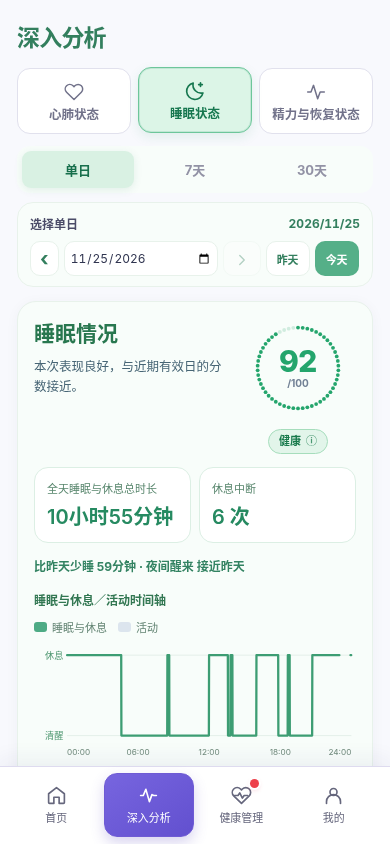 深入分析
心肺状态
睡眠状态
精力与恢复状态
单日
7天
30天
选择单日
2026/11/25
11/25/2026
昨天
今天
睡眠情况
本次表现良好，与近期有效日的分
数接近。
92
/100
健康 ⓘ
全天睡眠与休息总时长
10小时55分钟
休息中断
6 次
比昨天少睡 59分钟 · 夜间醒来 接近昨天
睡眠与休息／活动时间轴
睡眠与休息
活动
休息
清醒
00:00
06:00
12:00
18:00
24:00
首页
深入分析
健康管理
我的